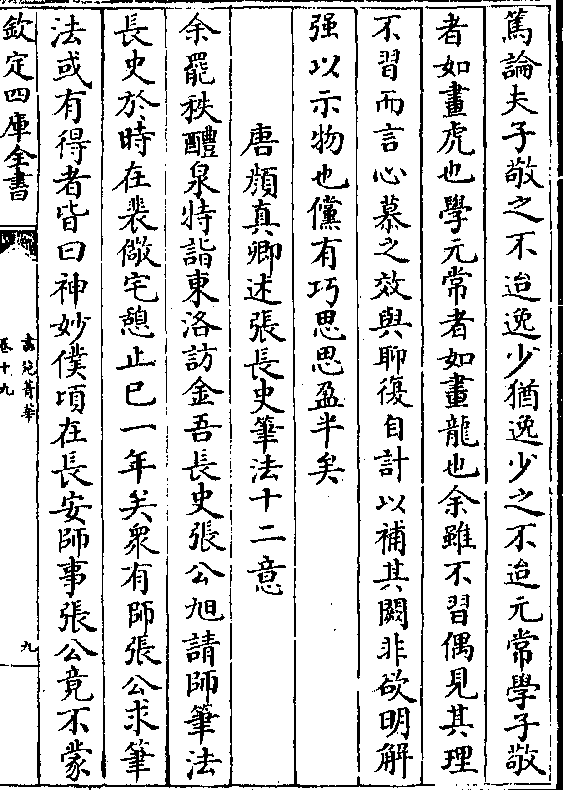 篤論夫子敬之不迨逸少猶逸少之不迨元常學子敬
者如畫虎也學元常者如畫龍也余雖不習偶見其理
不習而言心慕之效與聊復自計以補其闕非欲明解
强以示物也儻有巧思思盈半矣
唐顔真卿述張長史筆法十二意
余罷秩醴泉特詣東洛訪金吾長史張公旭請師筆法
長史於時在裴儆宅憩止已一年矣衆有師張公求筆
法或有得者皆曰神妙僕頃在長安師事張公竟不蒙
欽定四庫全書
書苑菁華
卷十九
九